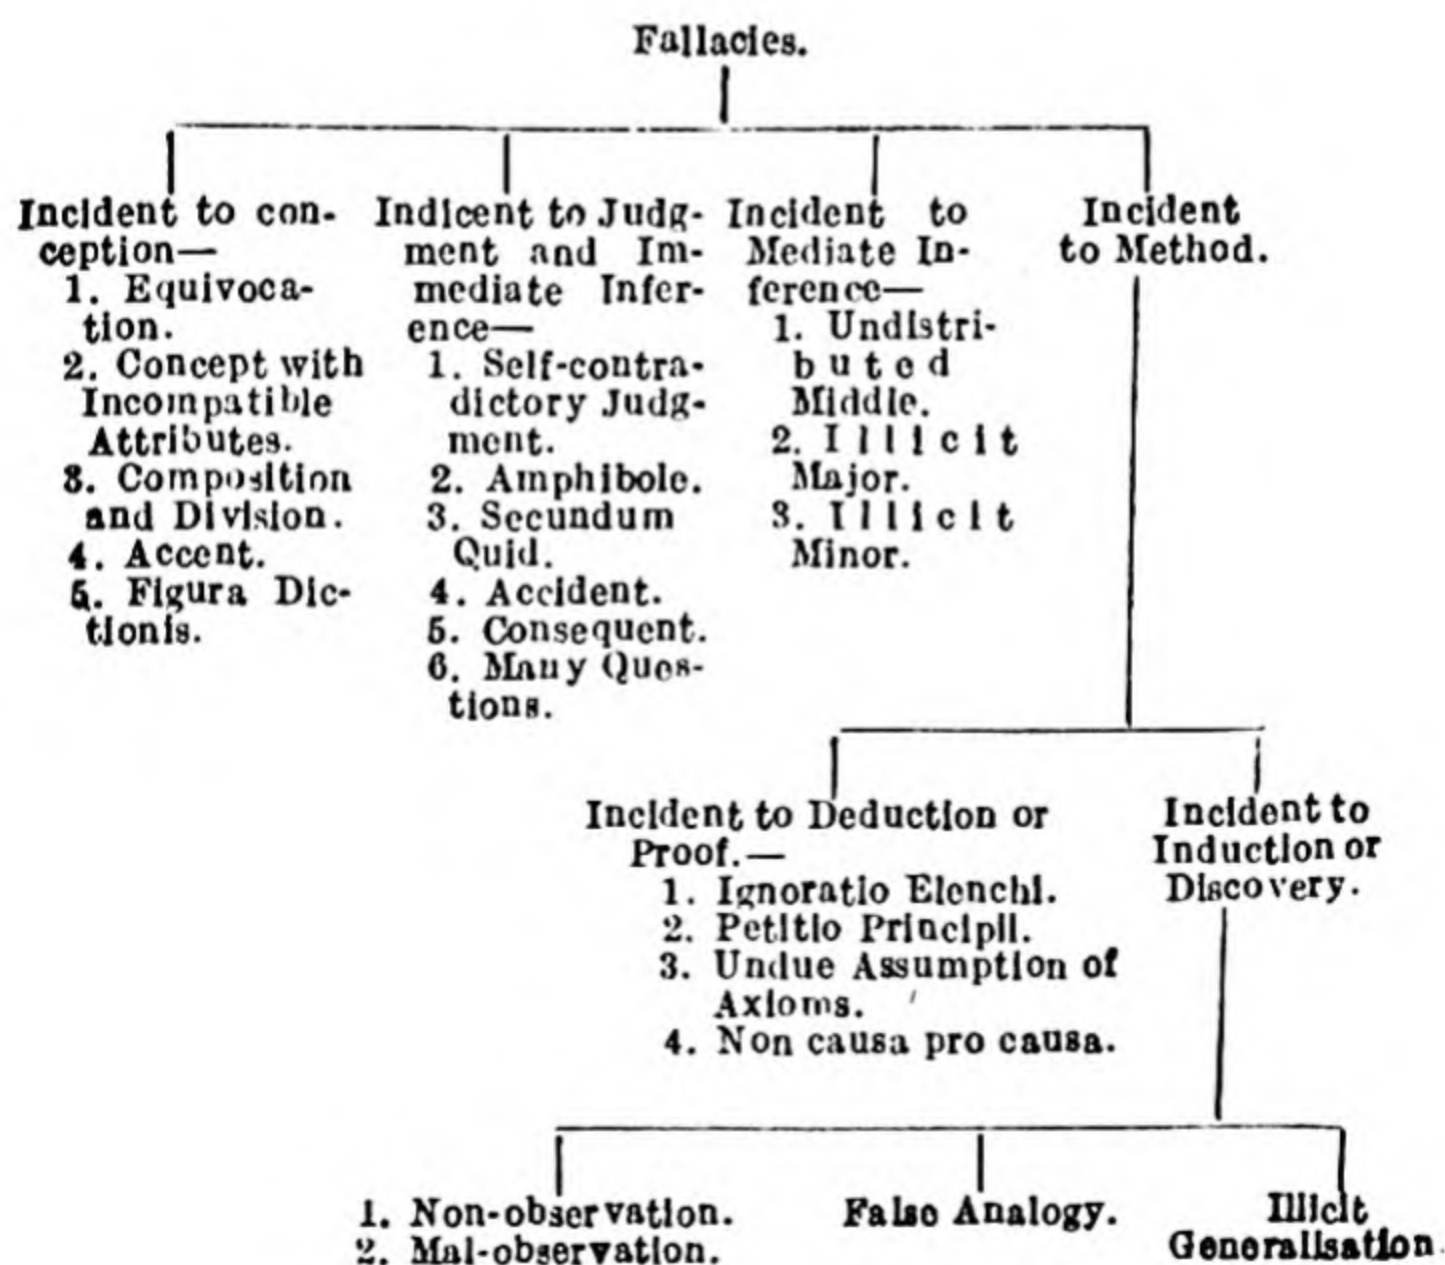 Fallacies.
Incident to con-
ception—
1. Equivoca-
tion.
2. Concept with
Incompatible
Attributes.
3. Composition
and Division.
4. Accent.
5. Figura Dic-
tionis.
Indicent to Judg-
ment and Im-
mediate Infer-
ence—
1. Self-contra-
dictory Judg-
ment.
2. Amphibole.
3. Secundum
Quid.
4. Accident.
5. Consequent.
6. Many Ques-
tions.
Incident to
Mediate In-
ference—
1. Undistri-
buted
Middle.
2. Illicit
Major.
3. Illicit
Minor.
Incident
to Method.
Incident to Deduction or
Proof.—
1. Ignoratio Elenchi.
2. Petitio Principii.
3. Undue Assumption of
Axioms.
4. Non causa pro causa.
Incident to
Induction or
Discovery.
1. Non-observation.
2. Mal-observation.
False Analogy.
Illicit
Generalisation.